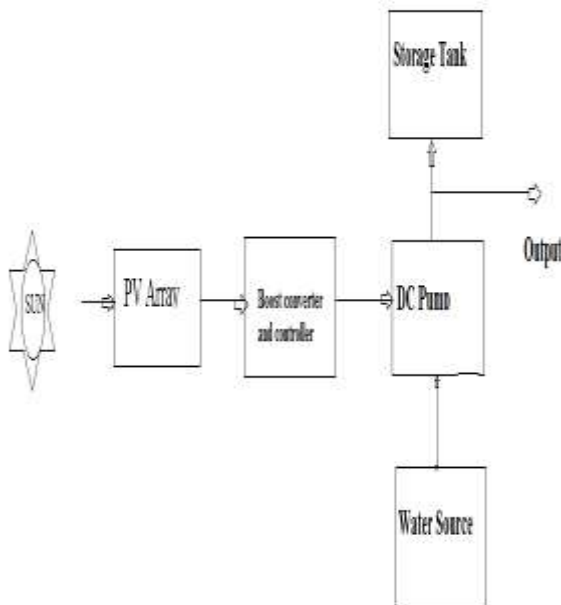 Storage Tank
Output
SUN
PV Array
Boost converter
and controller
DC Pump
Water Source